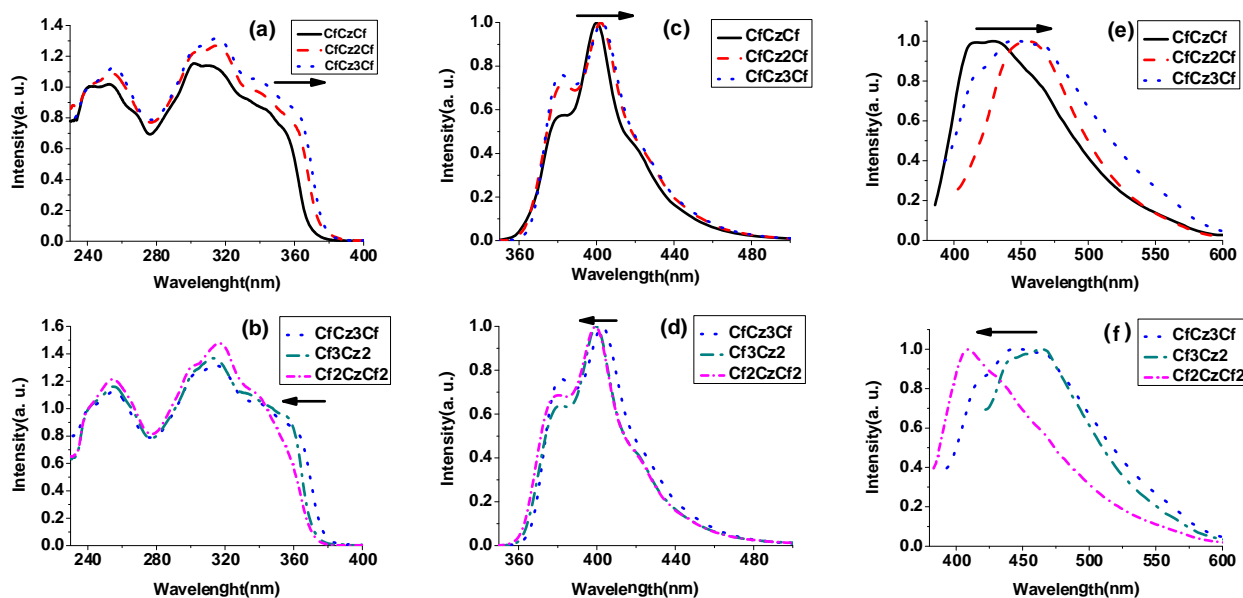 (a)
CfCzCf
CfCz2Cf
CfCz3Cf
Intensity(a. u.)
1.4
1.2
1.0
0.8
0.6
0.4
0.2
0.0
240 280 320 360 400
Wavelenght(nm)
(c)
CfCzCf
CfCz2Cf
CfCz3Cf
Intensity(a. u.)
1.0
0.8
0.6
0.4
0.2
0.0
360 400 440 480
Wavelength(nm)
(e)
CfCzCf
CfCz2Cf
CfCz3Cf
Intensity(a. u.)
1.0
0.8
0.6
0.4
0.2
0.0
400 450 500 550 600
Wavelength(nm)
(b)
CfCz3Cf
Cf3Cz2
Cf2CzCf2
Intensity(a. u.)
1.6
1.4
1.2
1.0
0.8
0.6
0.4
0.2
0.0
240 280 320 360 400
Wavelenght(nm)
(d)
CfCz3Cf
Cf3Cz2
Cf2CzCf2
Intensity(a. u.)
1.0
0.8
0.6
0.4
0.2
0.0
360 400 440 480
Wavelength(nm)
(f)
CfCz3Cf
Cf3Cz2
Cf2CzCf2
Intensity(a. u.)
1.0
0.8
0.6
0.4
0.2
0.0
400 450 500 550 600
Wavelength(nm)